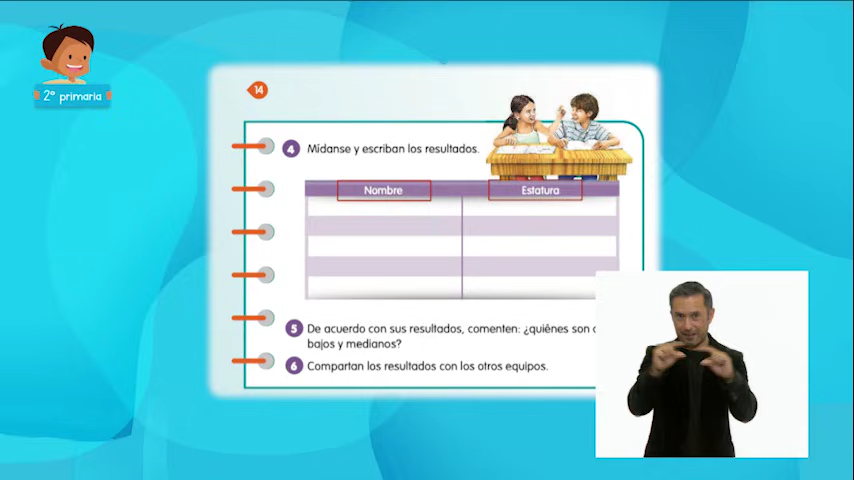 2° primaria
14
4 Mídanse y escriban los resultados.
Nombre Estatura
5 De acuerdo con sus resultados, comenten: ¿quiénes son
bajos y medianos?
6 Compartan los resultados con los otros equipos.